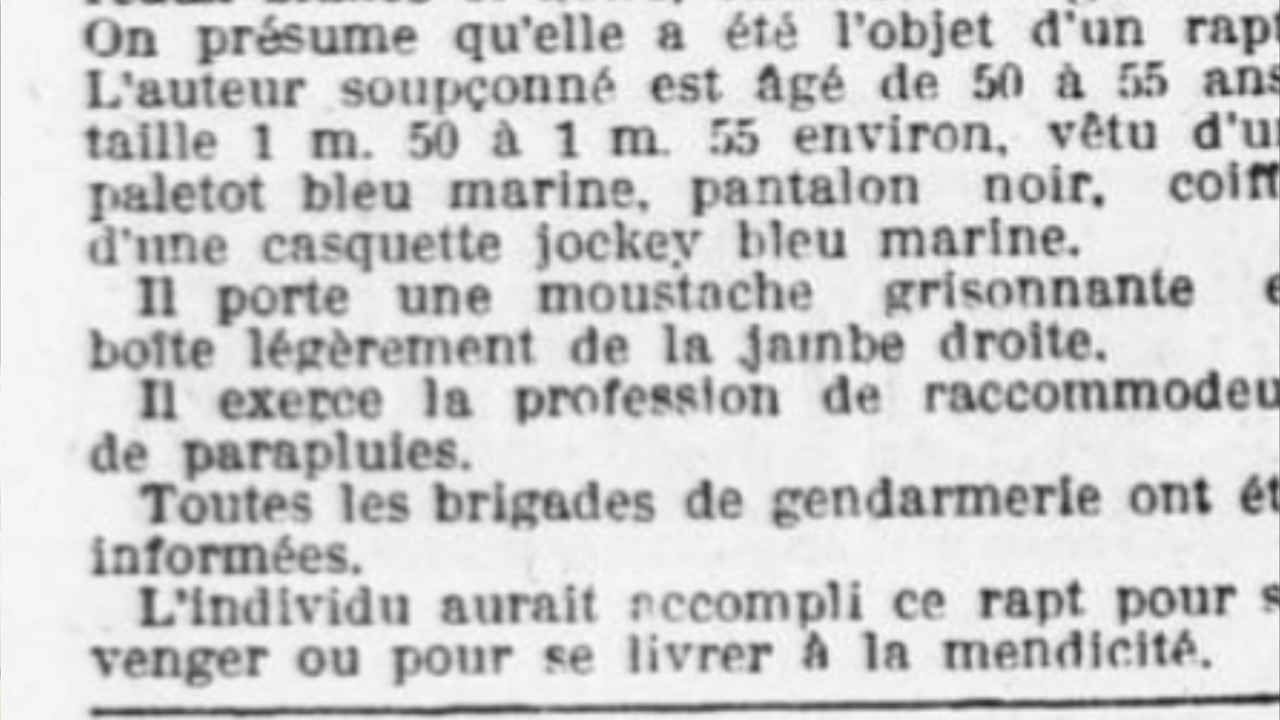 On présume qu'elle a été l'objet d'un rapt
L'auteur soupçonné est âgé de 50 à 55 ans
taille 1 m. 50 à 1 m. 55 environ, vêtu d'un
paletot bleu marine, pantalon noir, coiff
d'une casquette jockey bleu marine.
Il porte une moustache grisonnante e
boîte légèrement de la jambe droite.
Il exerce la profession de raccommodeu
de parapluies.
Toutes les brigades de gendarmerie ont ét
informées.
L'individu aurait accompli ce rapt pour s
venger ou pour se livrer à la mendicité.